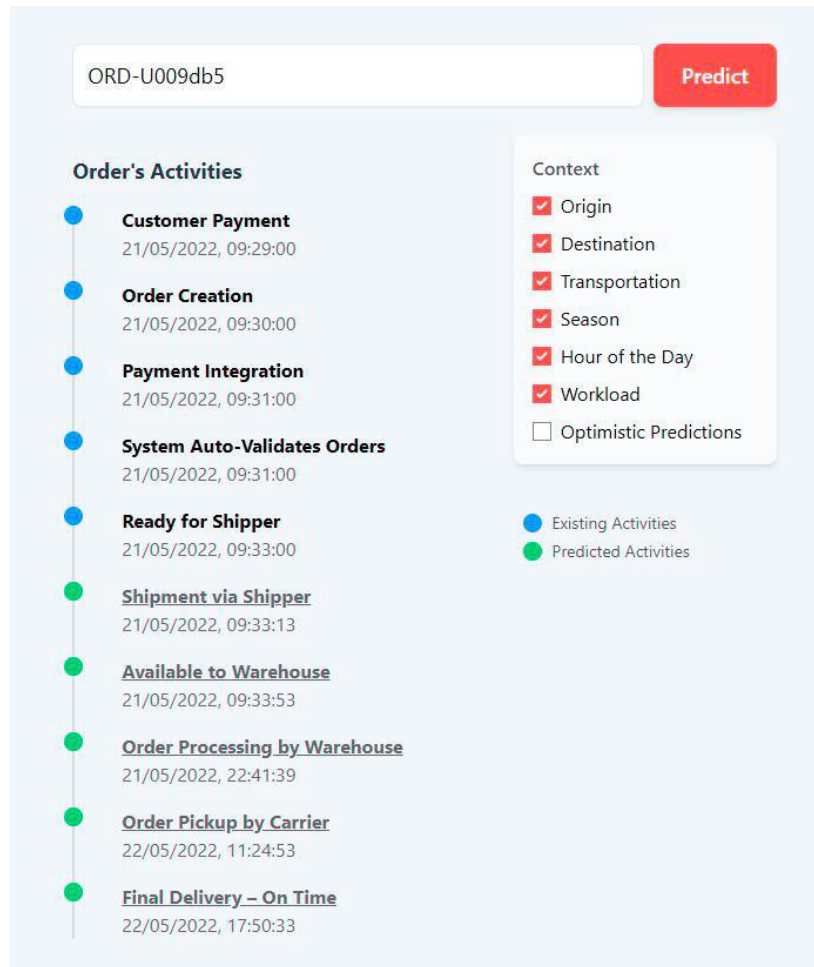 ORD-U009db5
Predict
Order's Activities
Customer Payment
21/05/2022, 09:29:00
Order Creation
21/05/2022, 09:30:00
Payment Integration
21/05/2022, 09:31:00
System Auto-Validates Orders
21/05/2022, 09:31:00
Ready for Shipper
21/05/2022, 09:33:00
Shipment via Shipper
21/05/2022, 09:33:13
Available to Warehouse
21/05/2022, 09:33:53
Order Processing by Warehouse
21/05/2022, 22:41:39
Order Pickup by Carrier
22/05/2022, 11:24:53
Final Delivery – On Time
22/05/2022, 17:50:33
Context
Origin
Destination
Transportation
Season
Hour of the Day
Workload
Optimistic Predictions
Existing Activities
Predicted Activities